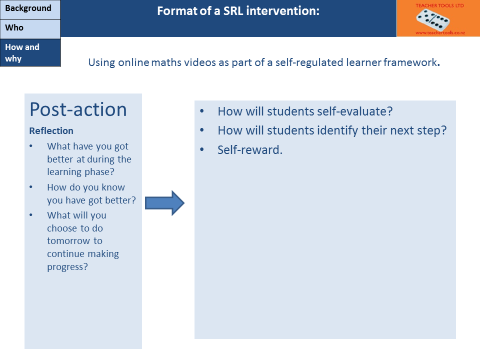 Background
Who
How and
why
Format of a SRL intervention:
TEACHER TOOLS LTD
Using online maths videos as part of a self-regulated learner framework.
Post-action
Reflection
• What have you got
better at during the
learning phase?
• How do you know
you have got better?
• What will you
choose to do
tomorrow to
continue making
progress?
• How will students self-evaluate?
• How will students identify their next step?
• Self-reward.